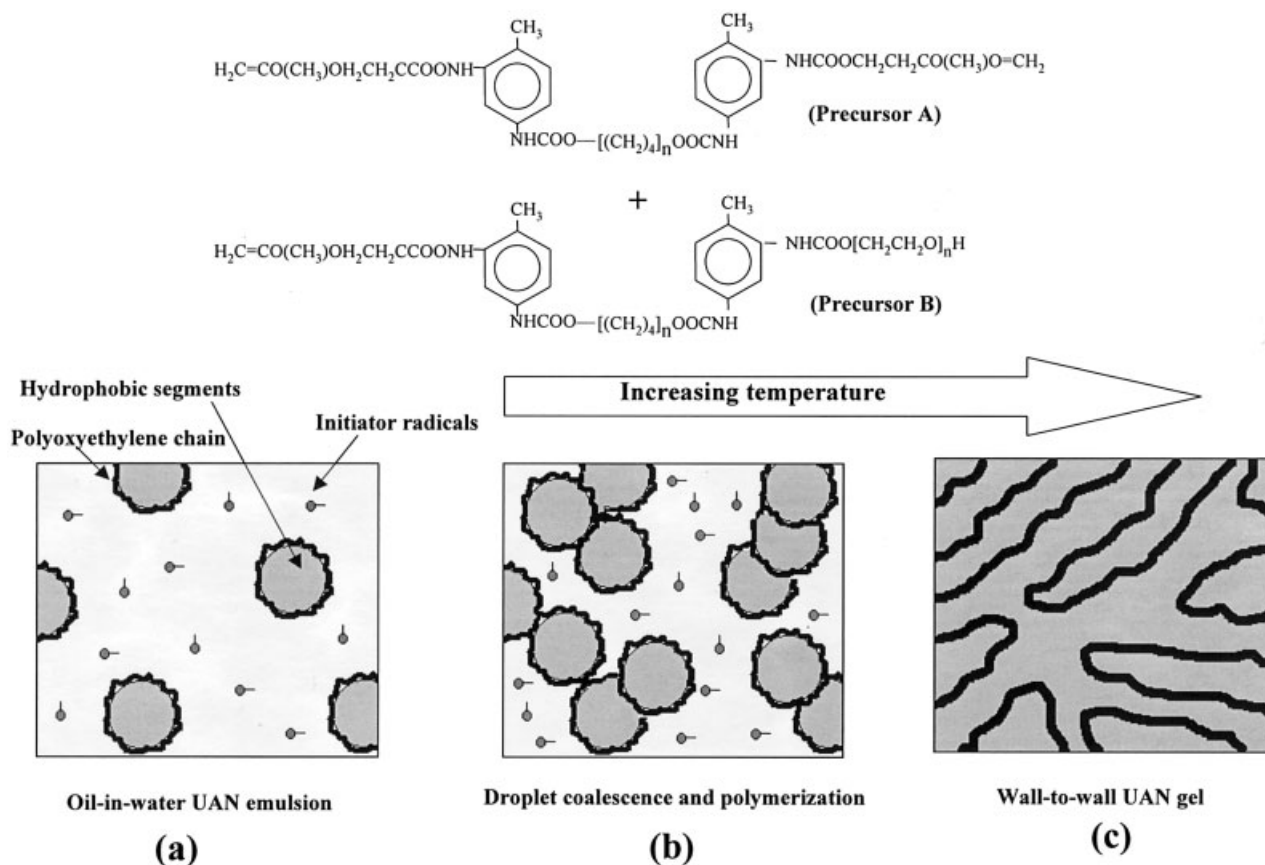 CH3
CH3
H2C=CO(CH3)OH2CH2CCOONH
NHCOOCH2CH2CO(CH3)O=CH2
(Precursor A)
NHCOO—[(CH2)4]nOOCNH
+
CH3
CH3
H2C=CO(CH3)OH2CH2CCOONH
NHCOO[CH2CH2O]nH
(Precursor B)
NHCOO—[(CH2)4]nOOCNH
Hydrophobic segments
Increasing temperature
Polyoxyethylene chain
Initiator radicals
Oil-in-water UAN emulsion
Droplet coalescence and polymerization
Wall-to-wall UAN gel
(a)
(b)
(c)